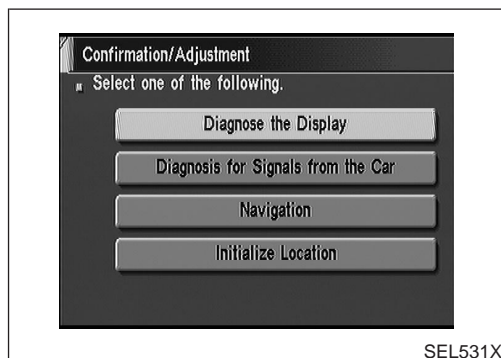 Confirmation/Adjustment
Select one of the following.
Diagnose the Display
Diagnosis for Signals from the Car
Navigation
Initialize Location
SEL531X